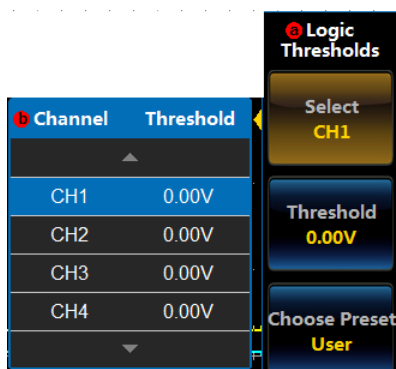 a Logic
Thresholds
Select
CH1
Threshold
0.00V
Choose Preset
User
b Channel Threshold
CH1 0.00V
CH2 0.00V
CH3 0.00V
CH4 0.00V